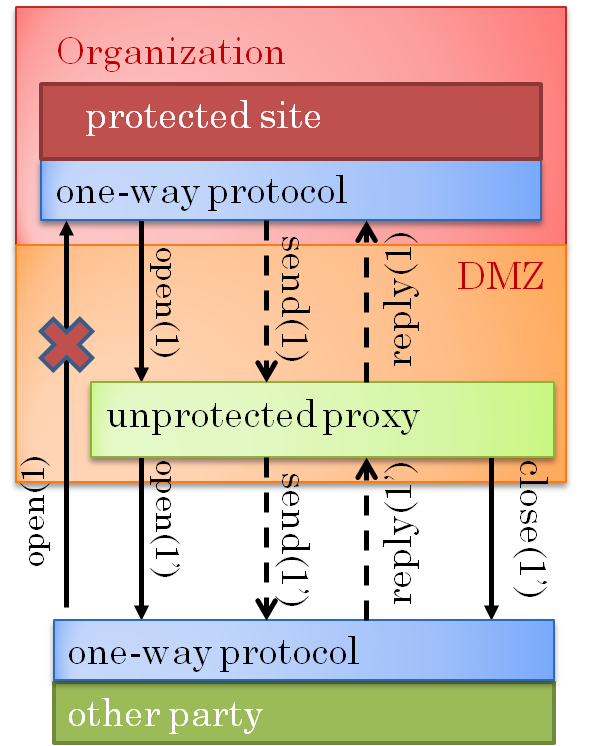 Organization
protected site
one-way protocol
DMZ
open(1)
send(1)
reply(1)
unprotected proxy
open(1)
open(1')
send(1')
reply(1')
close(1')
one-way protocol
other party